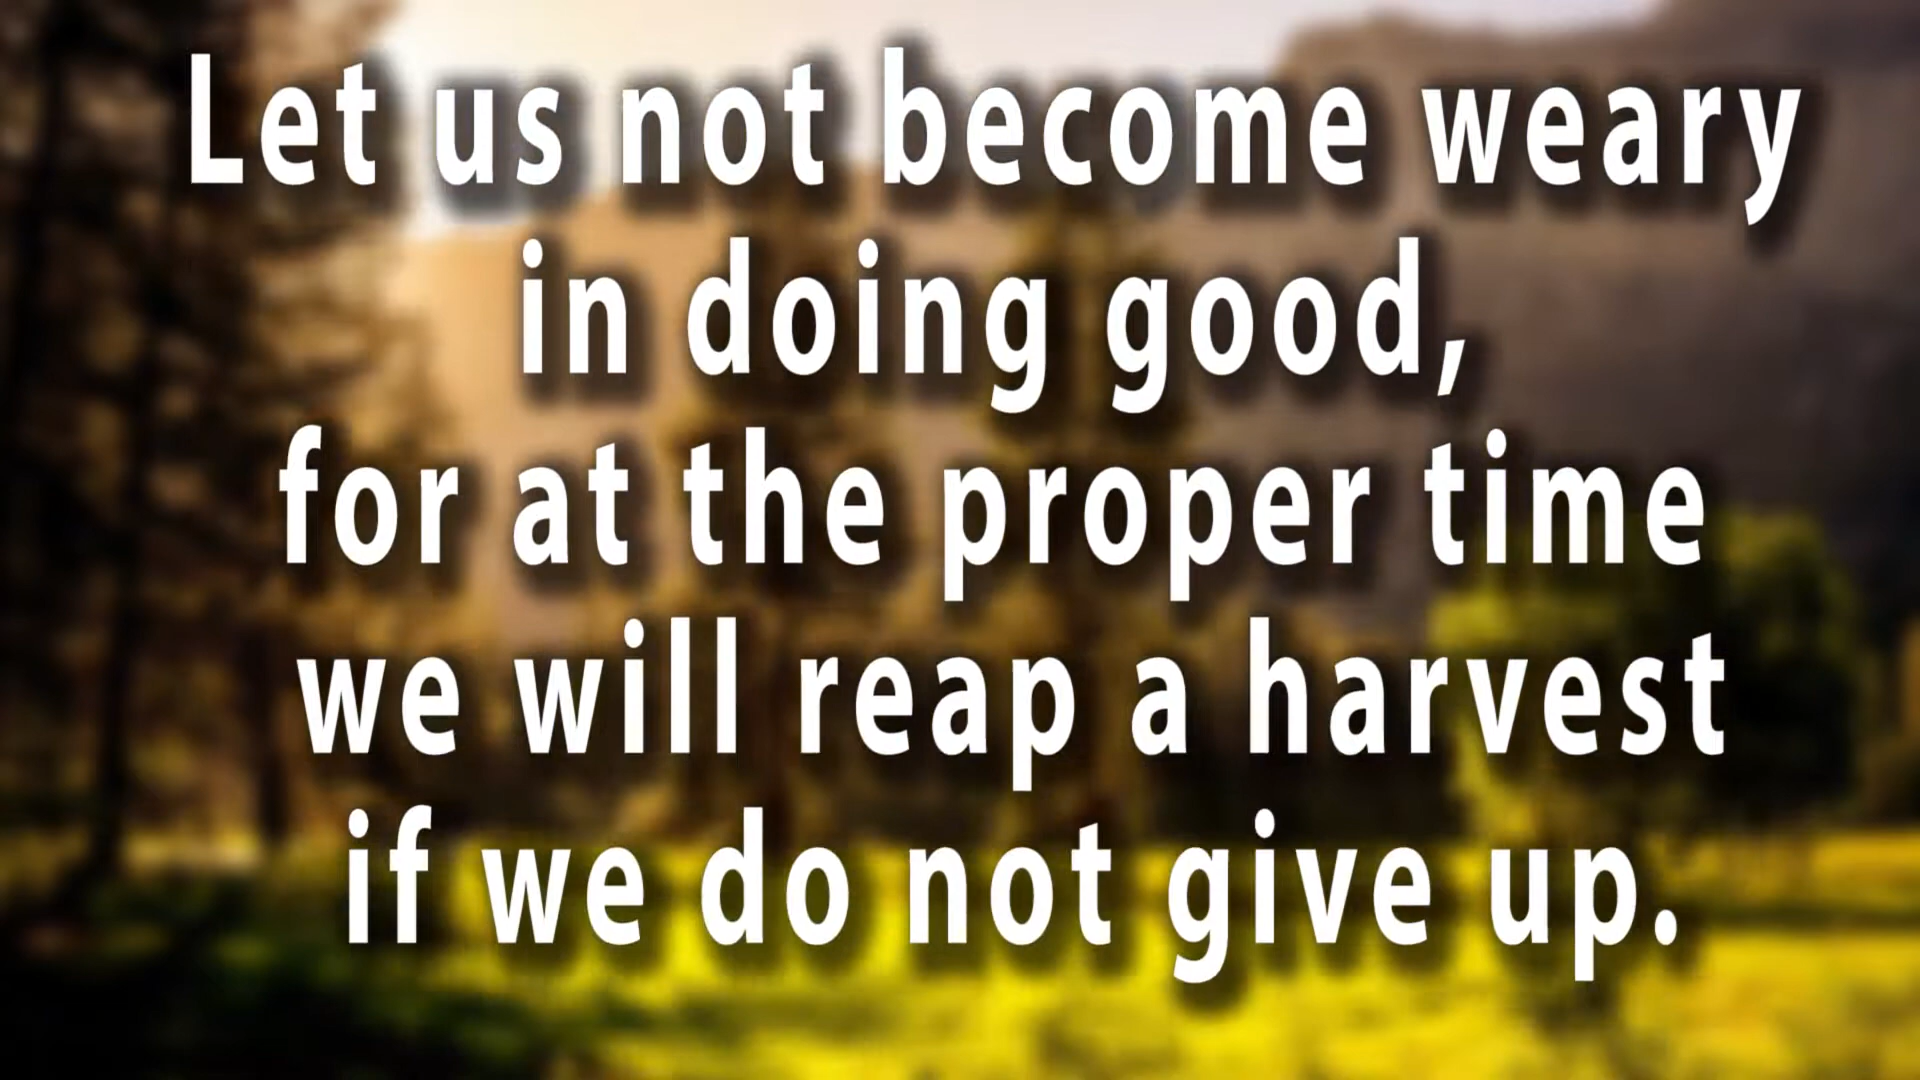 Let us not become weary
in doing good,
for at the proper time
we will reap a harvest
if we do not give up.